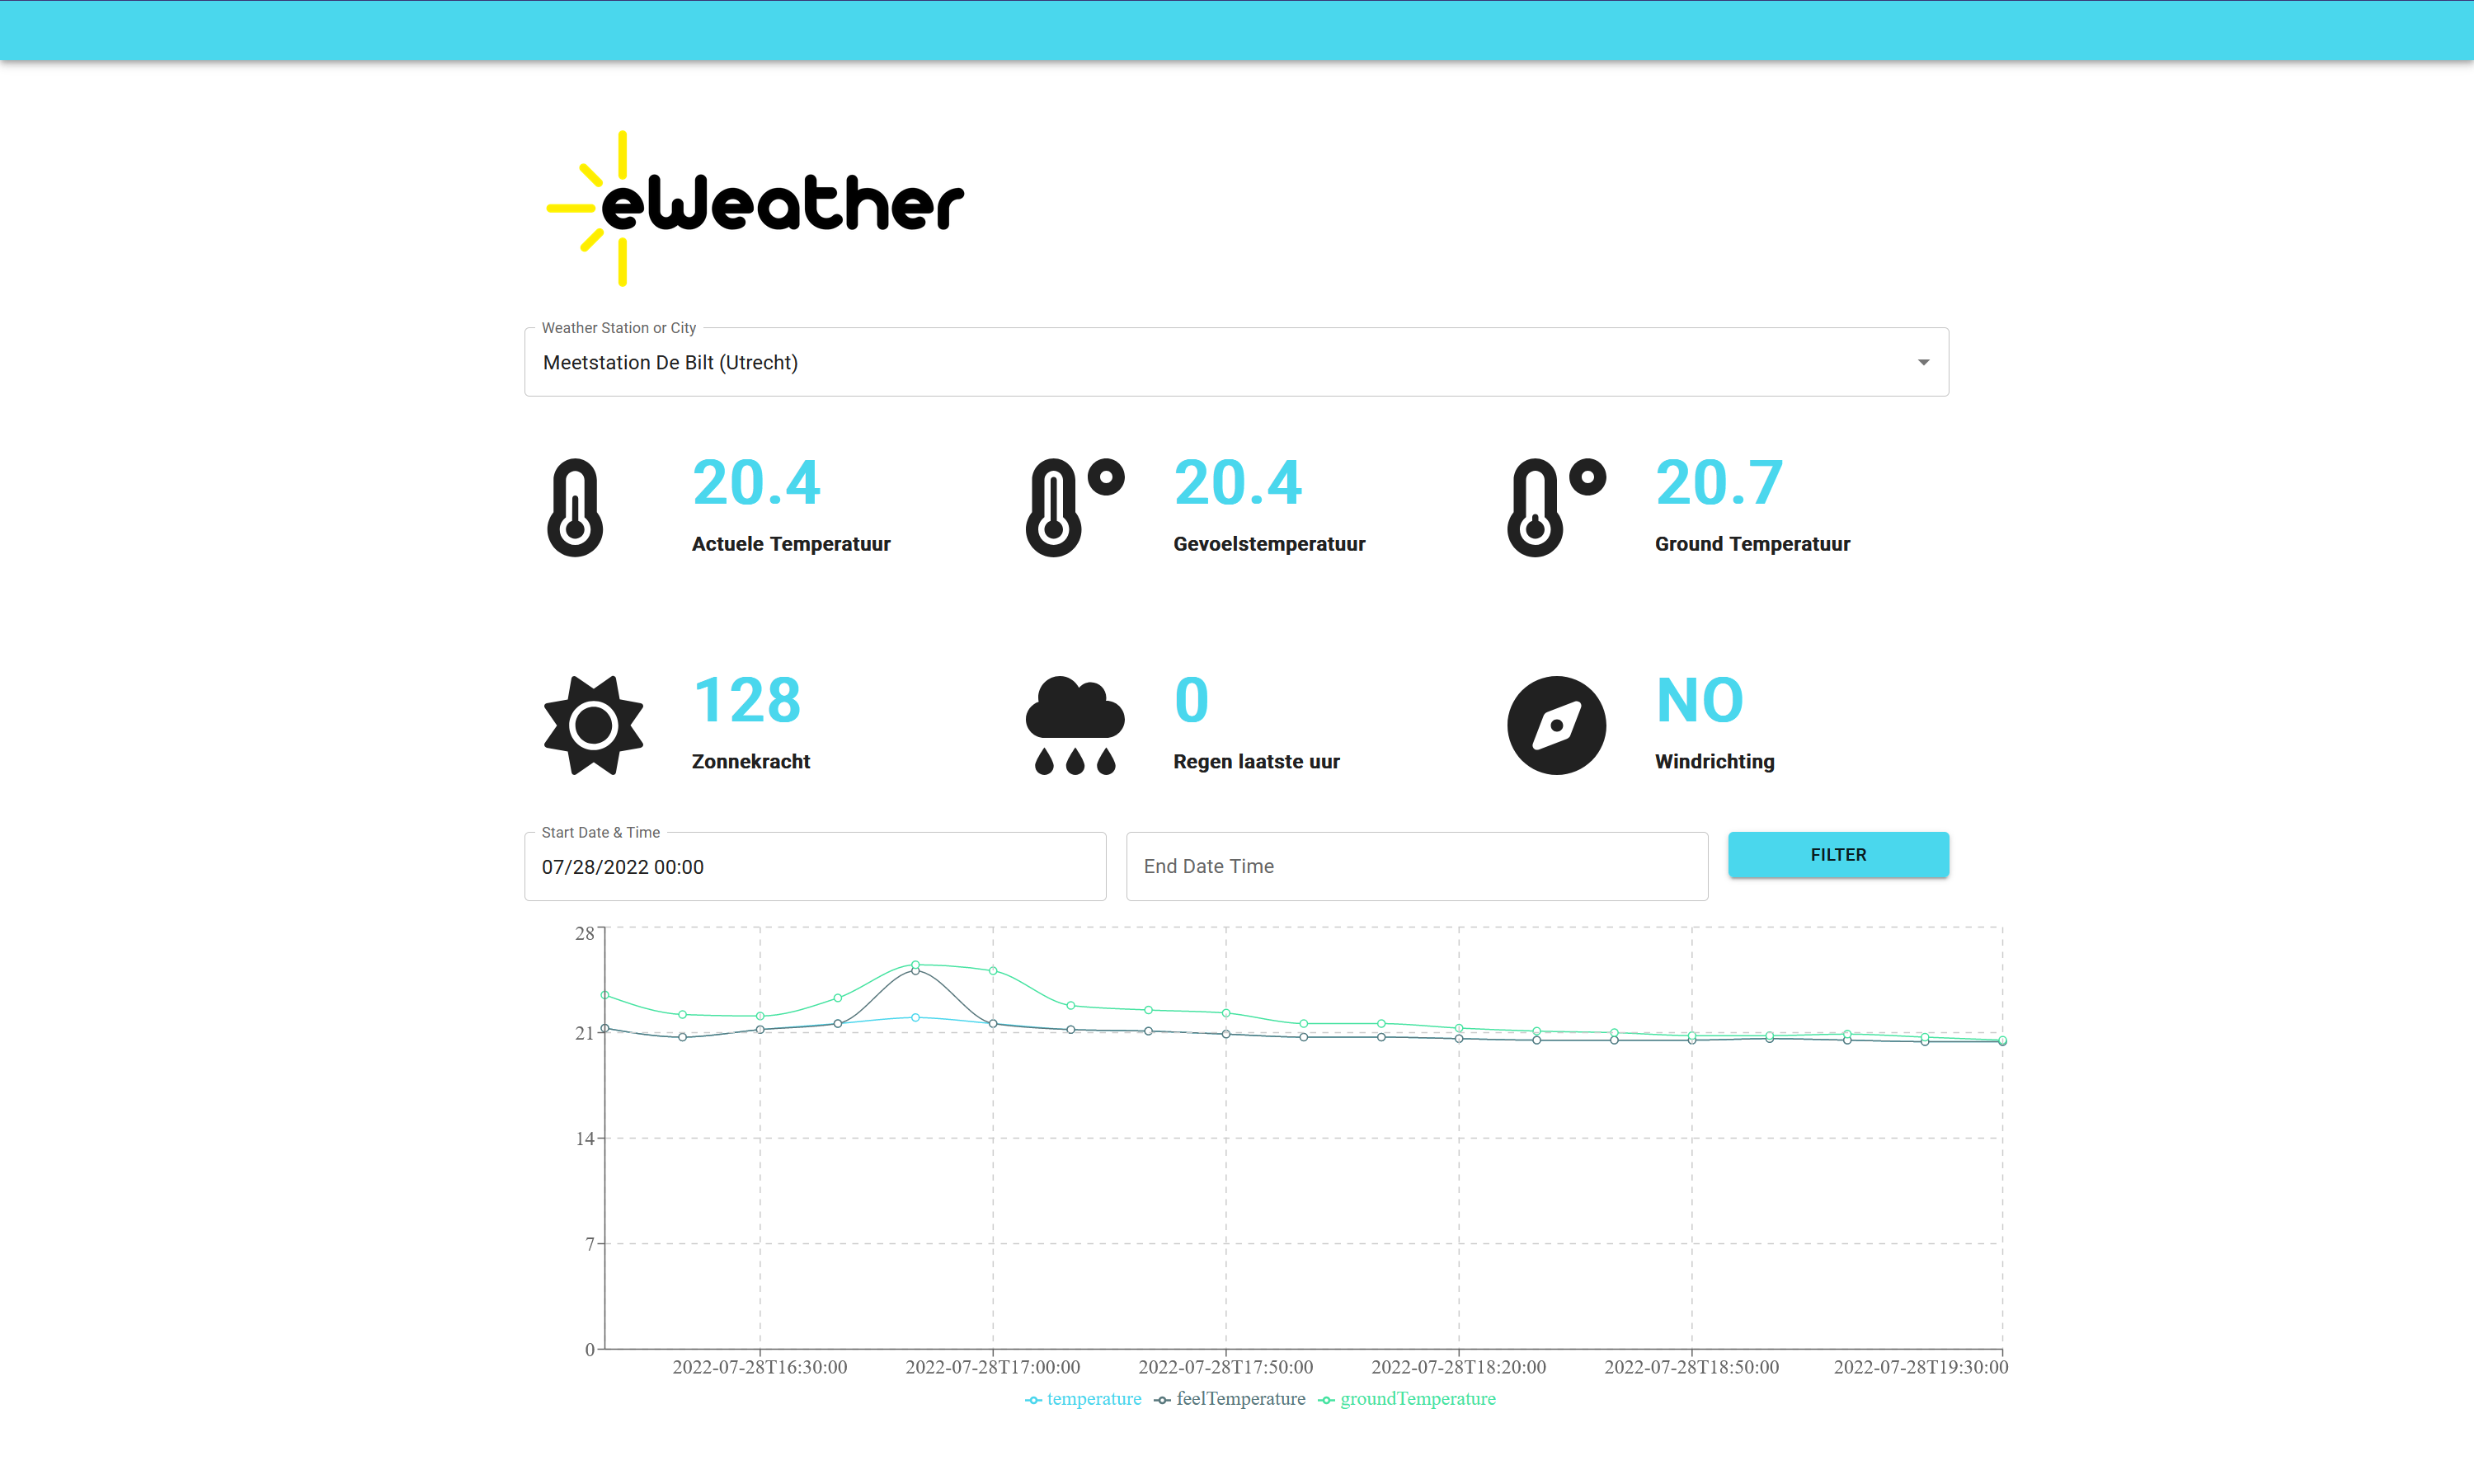 eWeather
Weather Station or City
Meetstation De Bilt (Utrecht)
20.4
Actuele Temperatuur
20.4
Gevoelstemperatuur
20.7
Ground Temperatuur
128
Zonnekracht
0
Regen laatste uur
NO
Windrichting
Start Date & Time
07/28/2022 00:00
End Date Time
FILTER
28
21
14
7
0
2022-07-28T16:30:00
2022-07-28T17:00:00
2022-07-28T17:50:00
2022-07-28T18:20:00
2022-07-28T18:50:00
2022-07-28T19:30:00
temperature
feelTemperature
groundTemperature